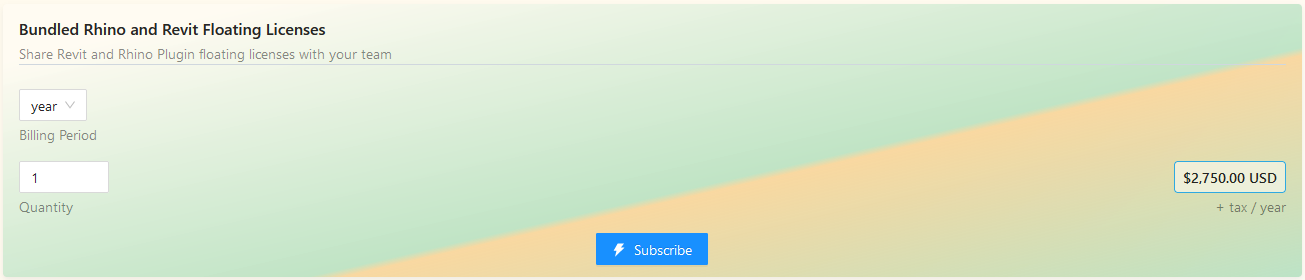 Bundled Rhino and Revit Floating Licenses
Share Revit and Rhino Plugin floating licenses with your team
year
Billing Period
1
$2,750.00 USD
Quantity
+ tax / year
Subscribe